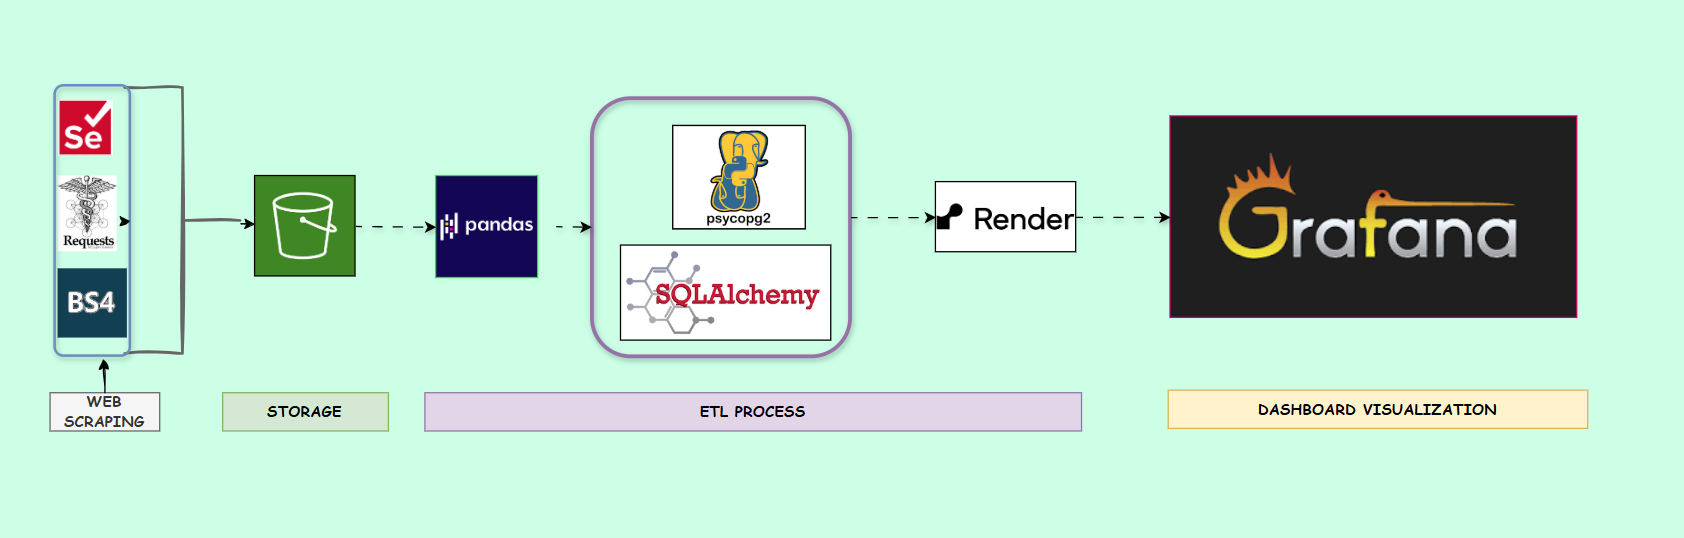 Se
Requests
BS4
pandas
psycopg2
SQLAlchemy
Render
Grafana
WEB
SCRAPING
STORAGE
ETL PROCESS
DASHBOARD VISUALIZATION